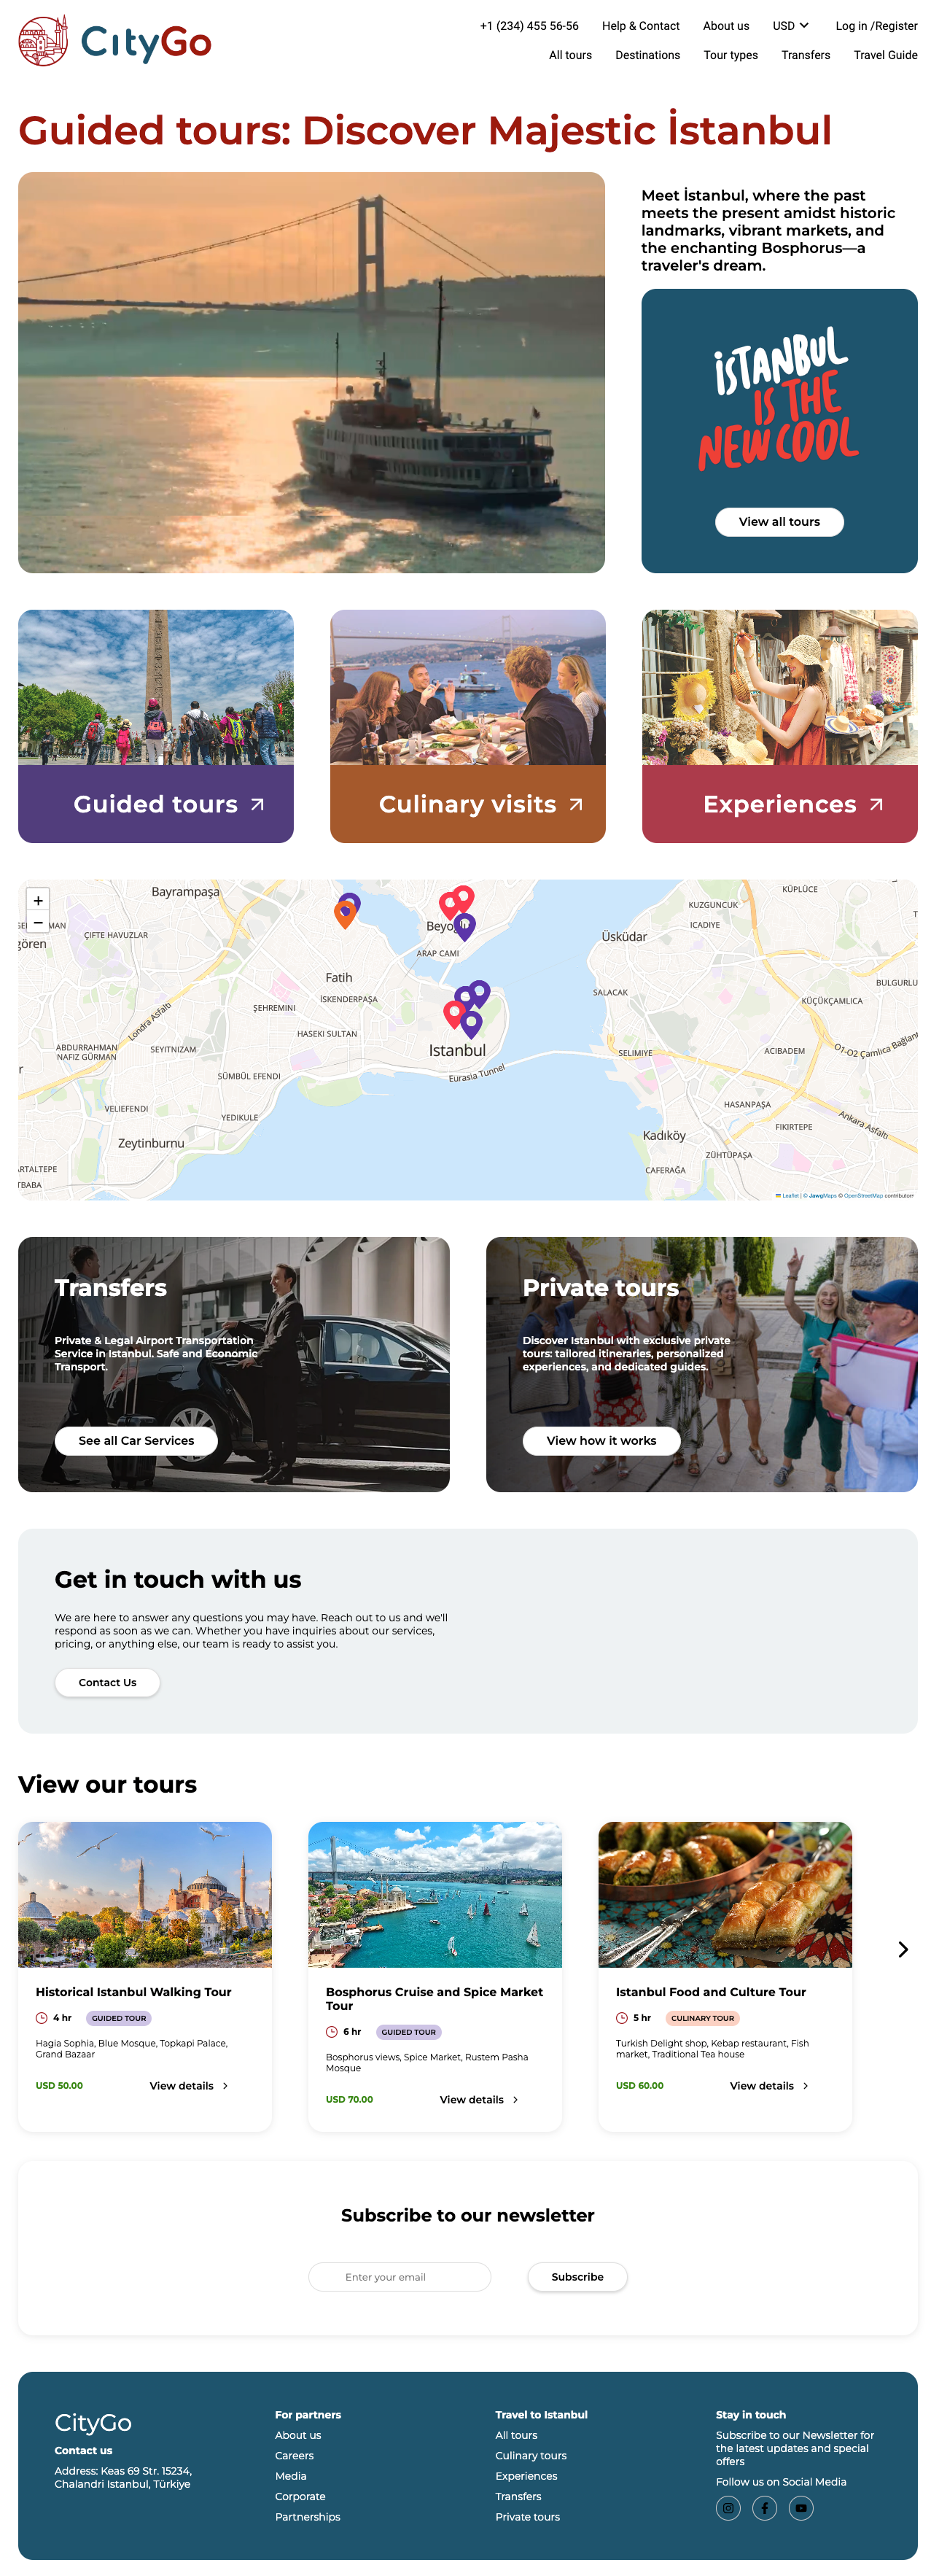 CityGo
+1 (234) 455 56-56 Help & Contact About us USD Log in /Register
All tours Destinations Tour types Transfers Travel Guide
Guided tours: Discover Majestic İstanbul
Meet İstanbul, where the past
meets the present amidst historic
landmarks, vibrant markets, and
the enchanting Bosphorus—a
traveler's dream.
iSTANBUL
IS THE
NEW COOL
View all tours
Guided tours
Culinary visits
Experiences
+
−
Bayrampaşa
KÜPLÜCE
KUZGUNCUK
ÇIFTE HAVUZLAR
ICADIYE
Üsküdar
gören
ARAP CAMI
Fatih
BULGURLU
SALACAK
İSKENDERPAŞA
KÜÇÜKÇAMLICA
ŞEHREMINI
Londra Asfaltı
HASEKI SULTAN
ABDURRAHMAN
NAFIZ GÜRMAN
SEYITNIZAM
Istanbul
SELIMIYE
ACIBADEM
O1-O2 Çamlıca Bağlant
SÜMBÜL EFENDI
Eurasia Tunnel
HASANPAŞA
VELIEFENDI
YEDIKULE
FIKIRTEPE
Ankara Asfaltı
Zeytinburnu
Kadıköy
ZÜHTÜPAŞA
ARTALTEPE
CAFERAĞA
TBABA
Leaflet | © JawgMaps © OpenStreetMap contributors
Transfers
Private & Legal Airport Transportation
Service in Istanbul. Safe and Economic
Transport.
See all Car Services
Private tours
Discover Istanbul with exclusive private
tours: tailored itineraries, personalized
experiences, and dedicated guides.
View how it works
Get in touch with us
We are here to answer any questions you may have. Reach out to us and we'll
respond as soon as we can. Whether you have inquiries about our services,
pricing, or anything else, our team is ready to assist you.
Contact Us
View our tours
Historical Istanbul Walking Tour
4 hr GUIDED TOUR
Hagia Sophia, Blue Mosque, Topkapi Palace,
Grand Bazaar
USD 50.00 View details
Bosphorus Cruise and Spice Market
Tour
6 hr GUIDED TOUR
Bosphorus views, Spice Market, Rustem Pasha
Mosque
USD 70.00 View details
Istanbul Food and Culture Tour
5 hr CULINARY TOUR
Turkish Delight shop, Kebap restaurant, Fish
market, Traditional Tea house
USD 60.00 View details
Subscribe to our newsletter
Enter your email
Subscribe
CityGo
Contact us
Address: Keas 69 Str. 15234,
Chalandri Istanbul, Türkiye
For partners
About us
Careers
Media
Corporate
Partnerships
Travel to Istanbul
All tours
Culinary tours
Experiences
Transfers
Private tours
Stay in touch
Subscribe to our Newsletter for
the latest updates and special
offers
Follow us on Social Media